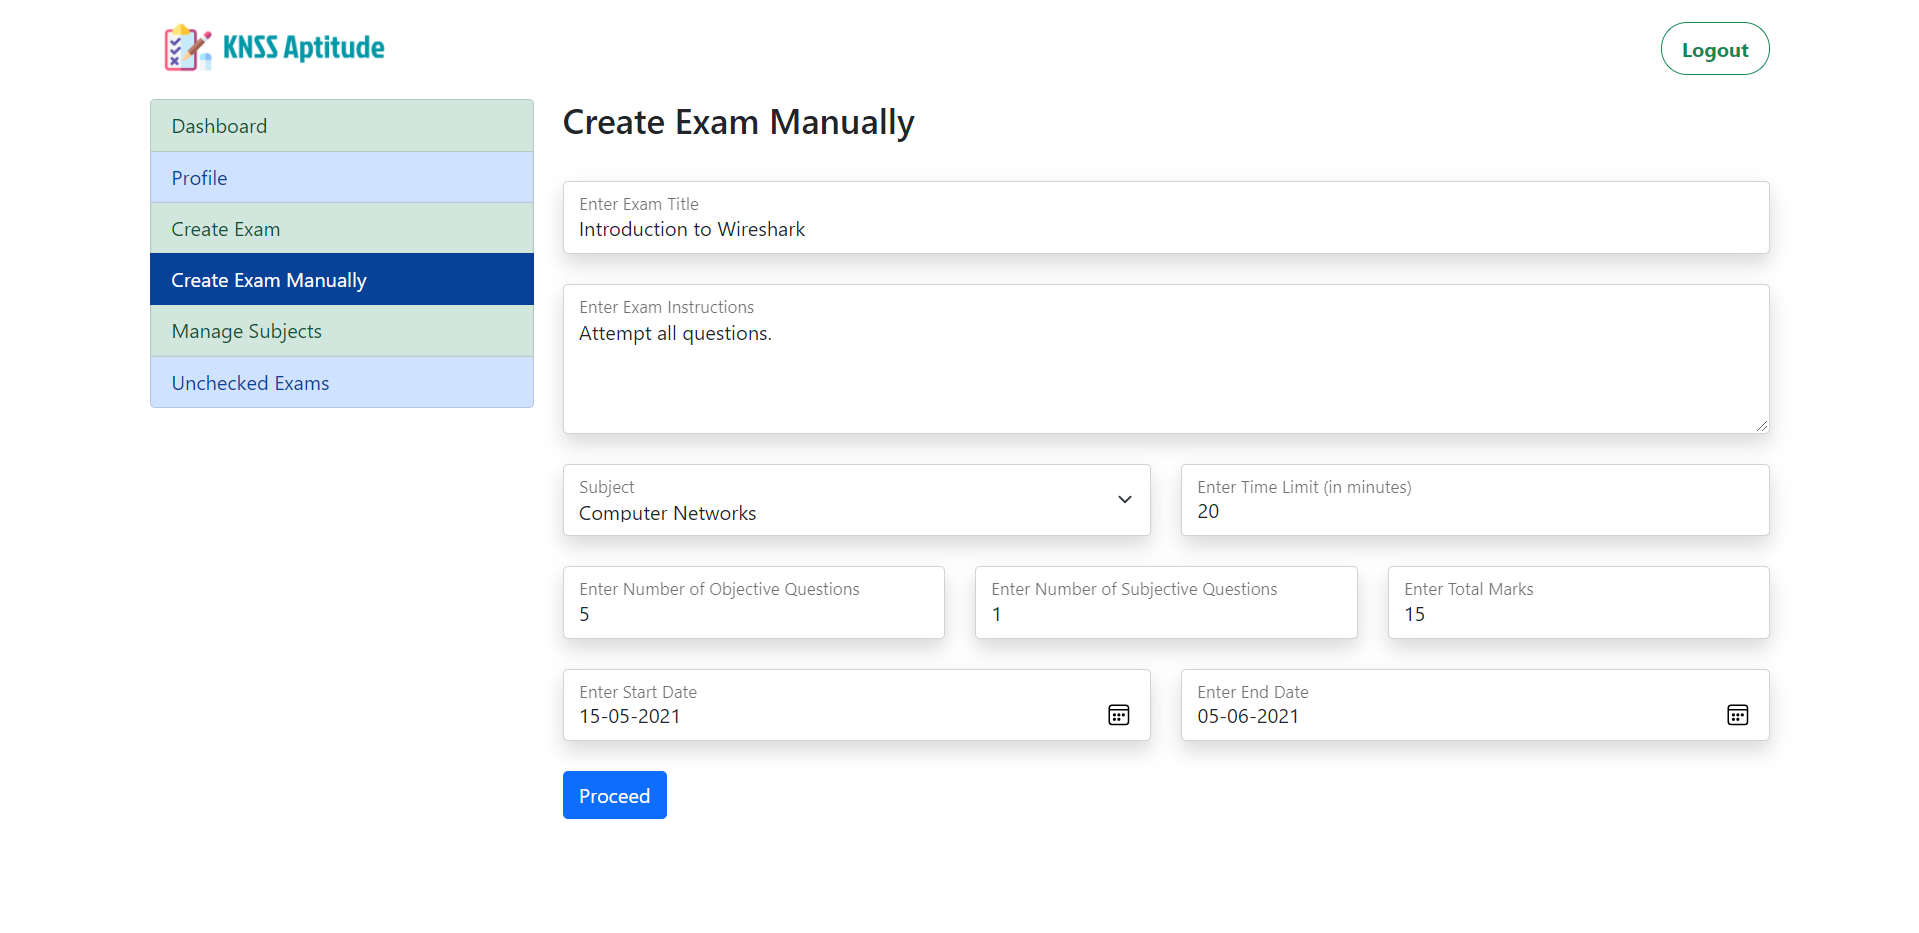 KNSS Aptitude
Logout
Dashboard
Profile
Create Exam
Create Exam Manually
Manage Subjects
Unchecked Exams
Create Exam Manually
Enter Exam Title
Introduction to Wireshark
Enter Exam Instructions
Attempt all questions.
Subject
Computer Networks
Enter Time Limit (in minutes)
20
Enter Number of Objective Questions
5
Enter Number of Subjective Questions
1
Enter Total Marks
15
Enter Start Date
15-05-2021
Enter End Date
05-06-2021
Proceed